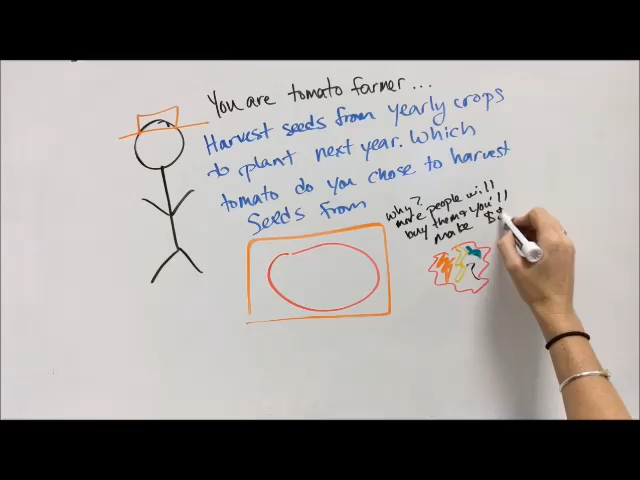 You are tomato farmer...
Harvest seeds from yearly crops
to plant next year. Which
tomato do you chose to harvest
Seeds from
Why?
more people will
buy them & you'll
make $$